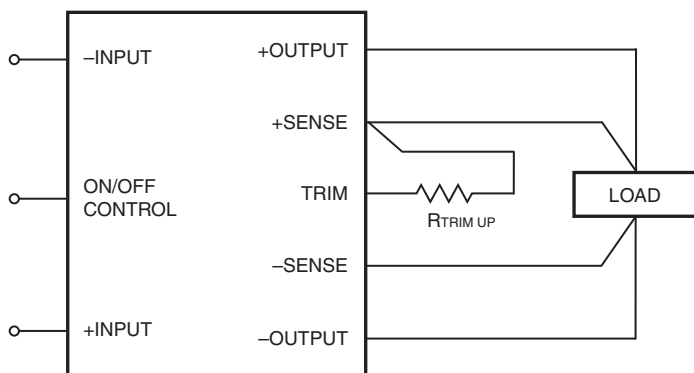 –INPUT
+OUTPUT
+SENSE
ON/OFF
CONTROL
TRIM
RTRIM UP
LOAD
–SENSE
+INPUT
–OUTPUT